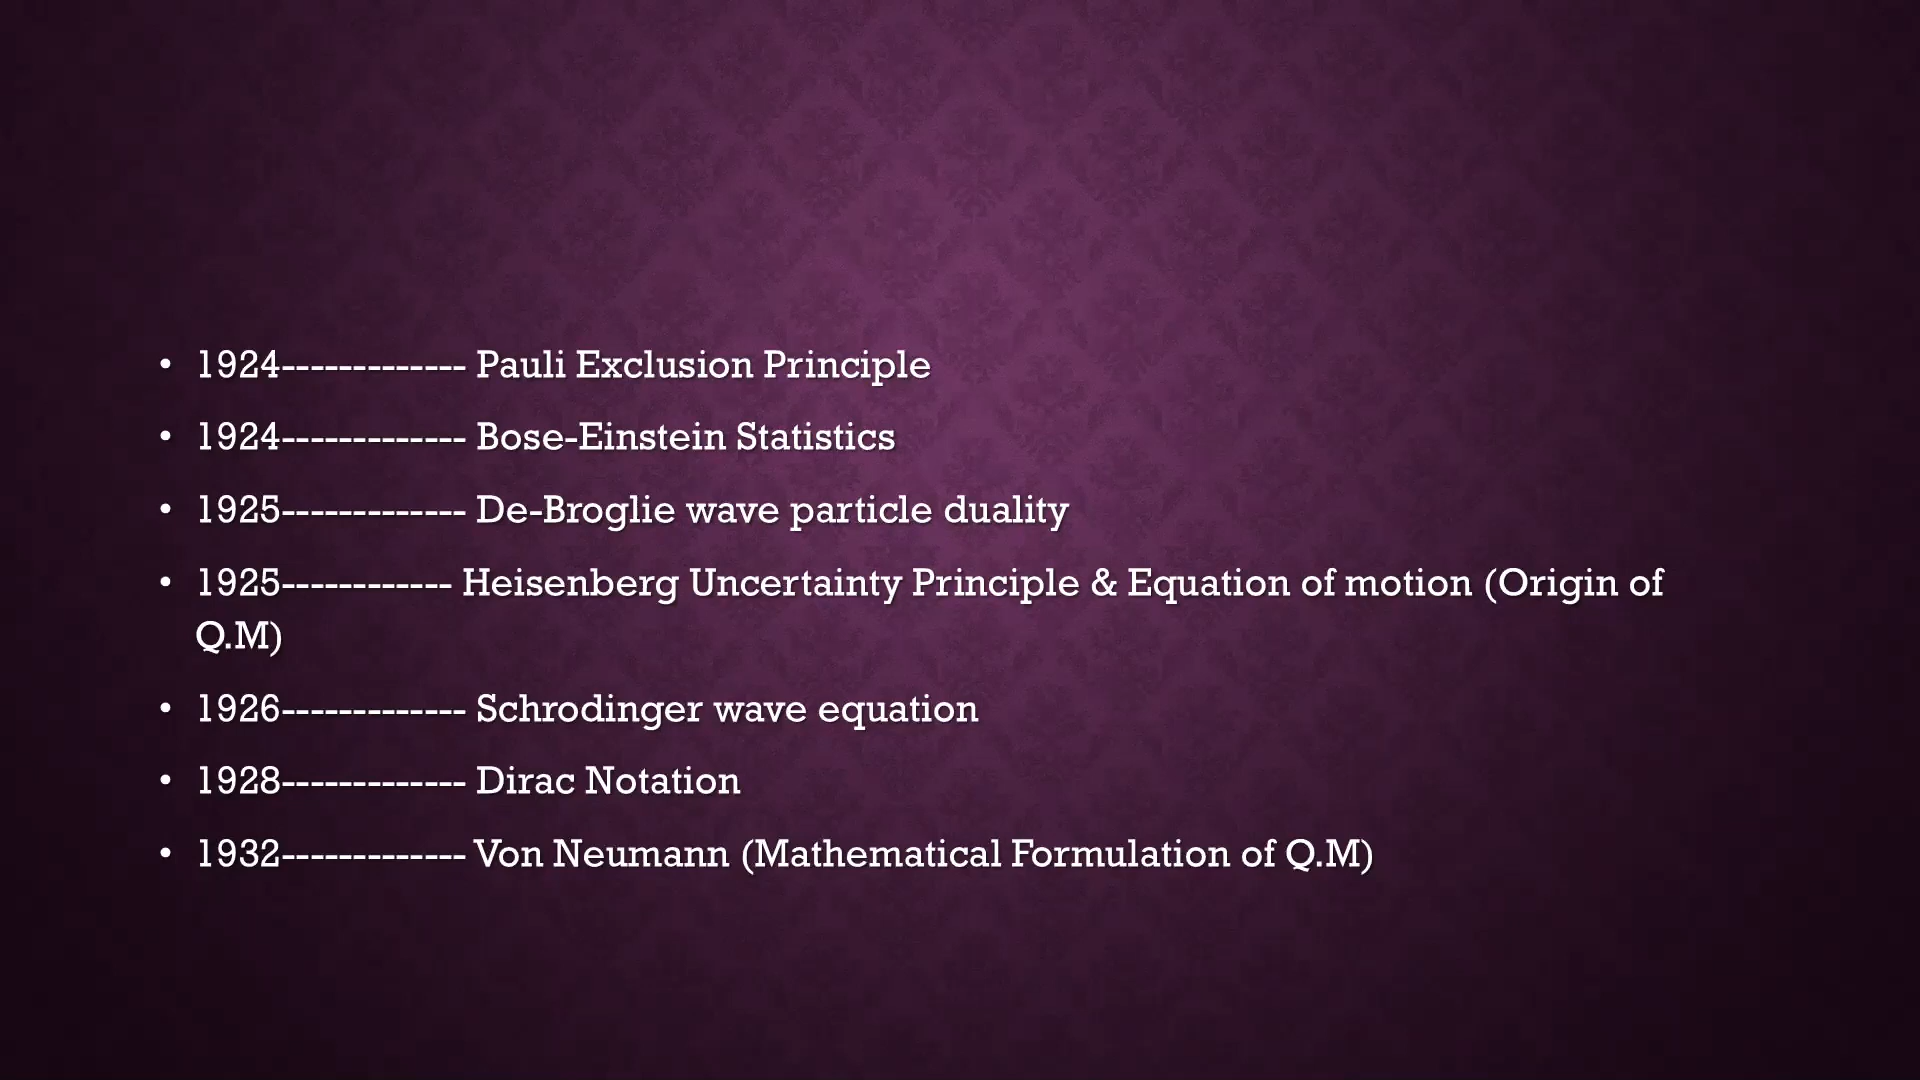 • 1924------------- Pauli Exclusion Principle
• 1924------------- Bose-Einstein Statistics
• 1925------------- De-Broglie wave particle duality
• 1925------------ Heisenberg Uncertainty Principle & Equation of motion (Origin of
Q.M)
• 1926------------- Schrodinger wave equation
• 1928------------- Dirac Notation
• 1932------------- Von Neumann (Mathematical Formulation of Q.M)